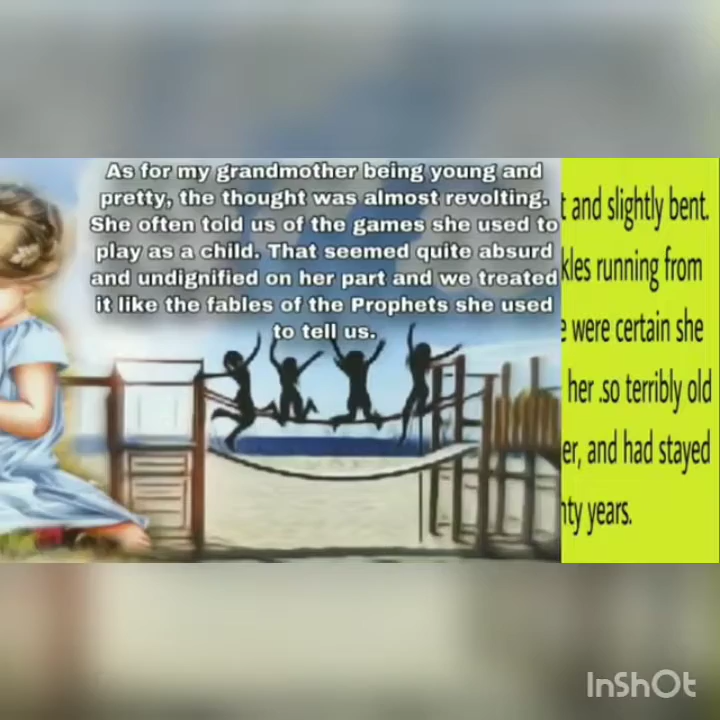 As for my grandmother being young and
pretty, the thought was almost revolting.
She often told us of the games she used to
play as a child. That seemed quite absurd
and undignified on her part and we treated
it like the fables of the Prophets she used
to tell us.
t and slightly bent.
kles running from
e were certain she
her .so terribly old
er, and had stayed
nty years.
InShOt